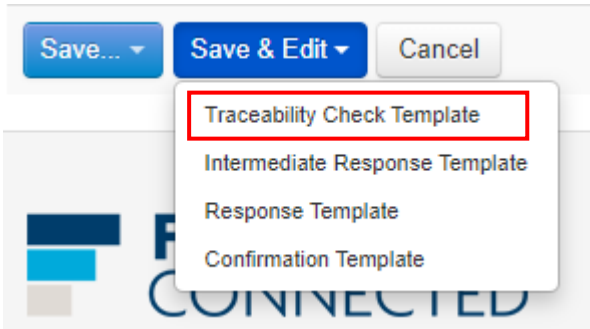 Save...
Save & Edit
Cancel
Traceability Check Template
Intermediate Response Template
Response Template
Confirmation Template
CONNECTED